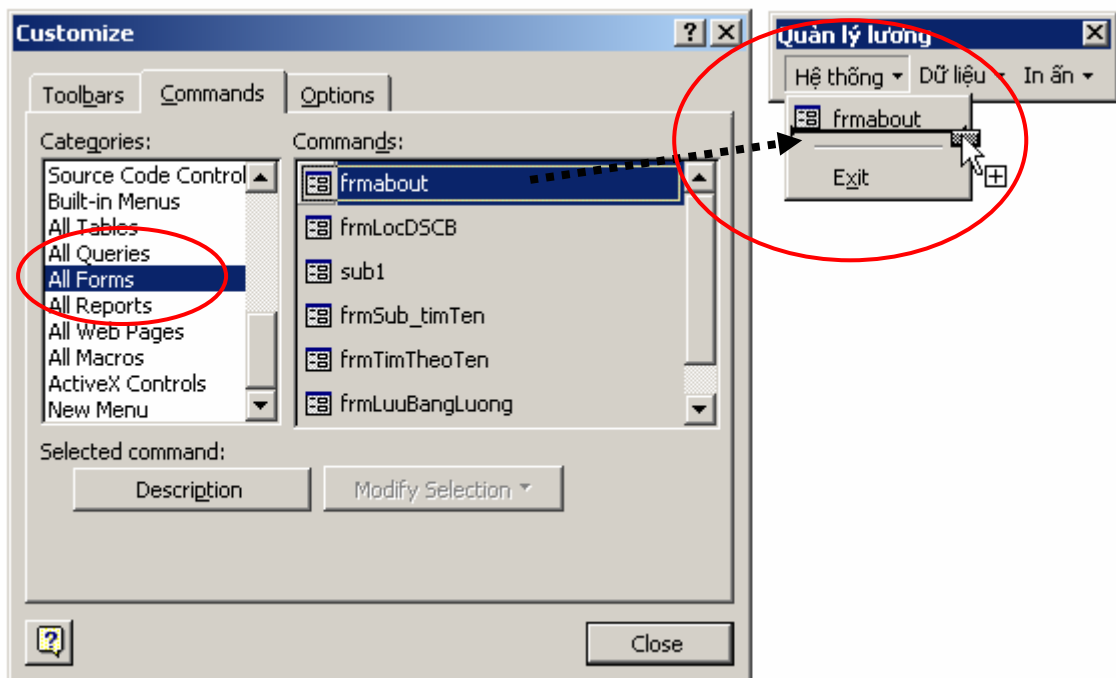 Customize
Toolbars
Commands
Options
Categories:
Source Code Control
Built-in Menus
All Tables
All Queries
All Forms
All Reports
All Web Pages
All Macros
ActiveX Controls
New Menu
Commands:
frmabout
frmLocDSCB
sub1
frmSub_timTen
frmTimTheoTen
frmLuuBangLuong
Selected command:
Description
Modify Selection
Close
Quản lý lương
Hệ thống
Dữ liệu
In ấn
frmabout
Exit